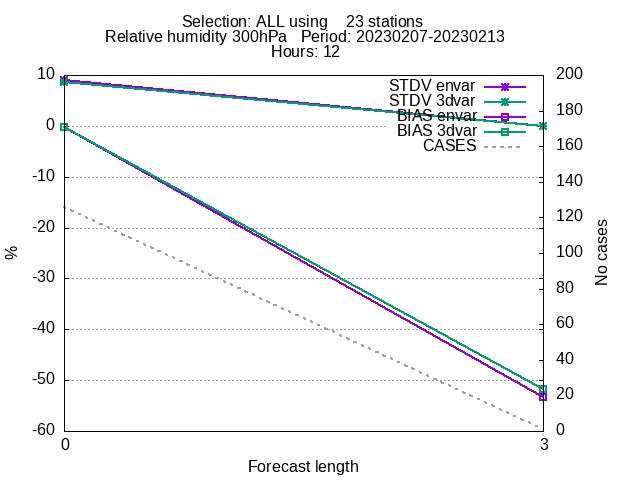 Selection: ALL using 23 stations
Relative humidity 300hPa Period: 20230207-20230213
Hours: 12
STDV envar
STDV 3dvar
BIAS envar
BIAS 3dvar
CASES
10
0
-10
-20
-30
-40
-50
-60
%
200
180
160
140
120
100
80
60
40
20
0
No cases
0 3
Forecast length